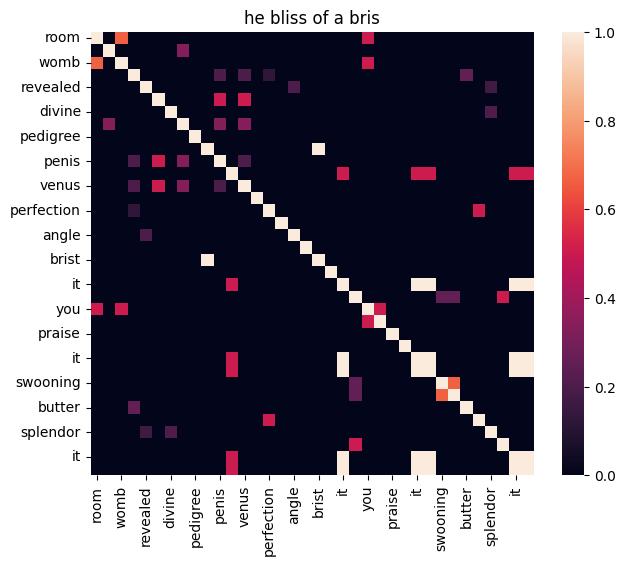 he bliss of a bris
room
womb
revealed
divine
pedigree
penis
venus
perfection
angle
brist
it
you
praise
it
swooning
butter
splendor
it
1.0
0.8
0.6
0.4
0.2
0.0
room
womb
revealed
divine
pedigree
penis
venus
perfection
angle
brist
it
you
praise
it
swooning
butter
splendor
it